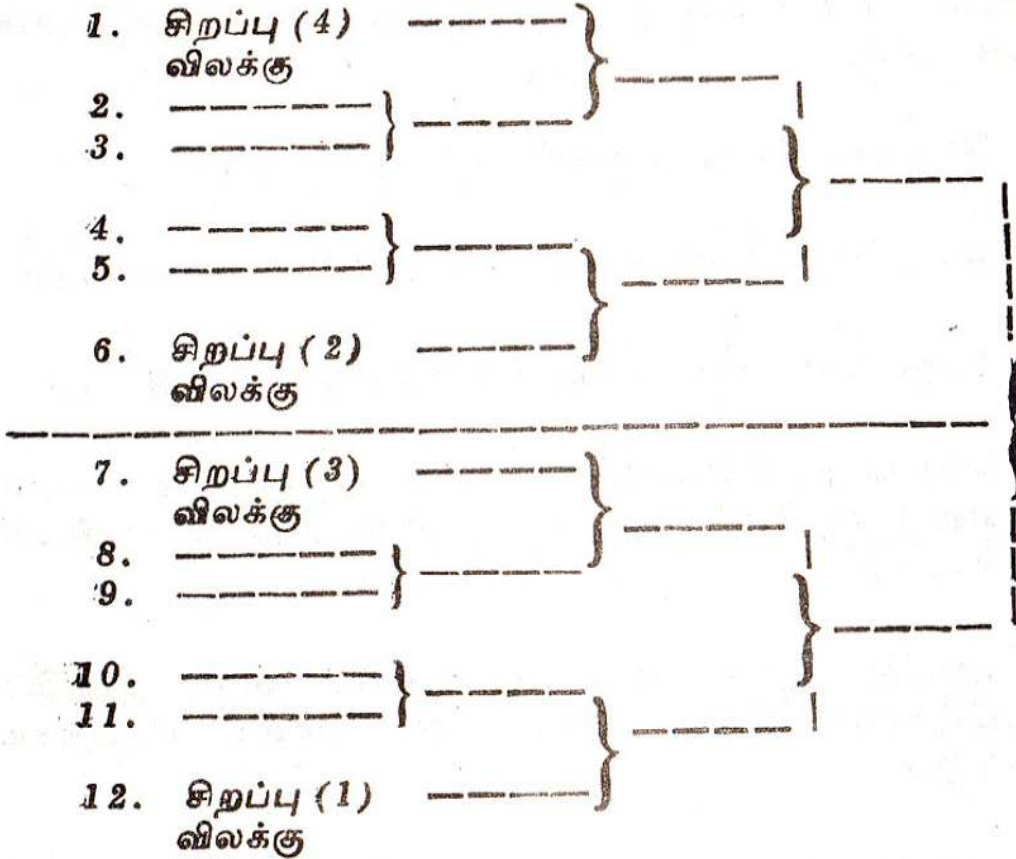 1. சிறப்பு (4)
விலக்கு
2.
3.
4.
5.
6. சிறப்பு (2)
விலக்கு
7. சிறப்பு (3)
விலக்கு
8.
9.
10.
11.
12. சிறப்பு (1)
விலக்கு